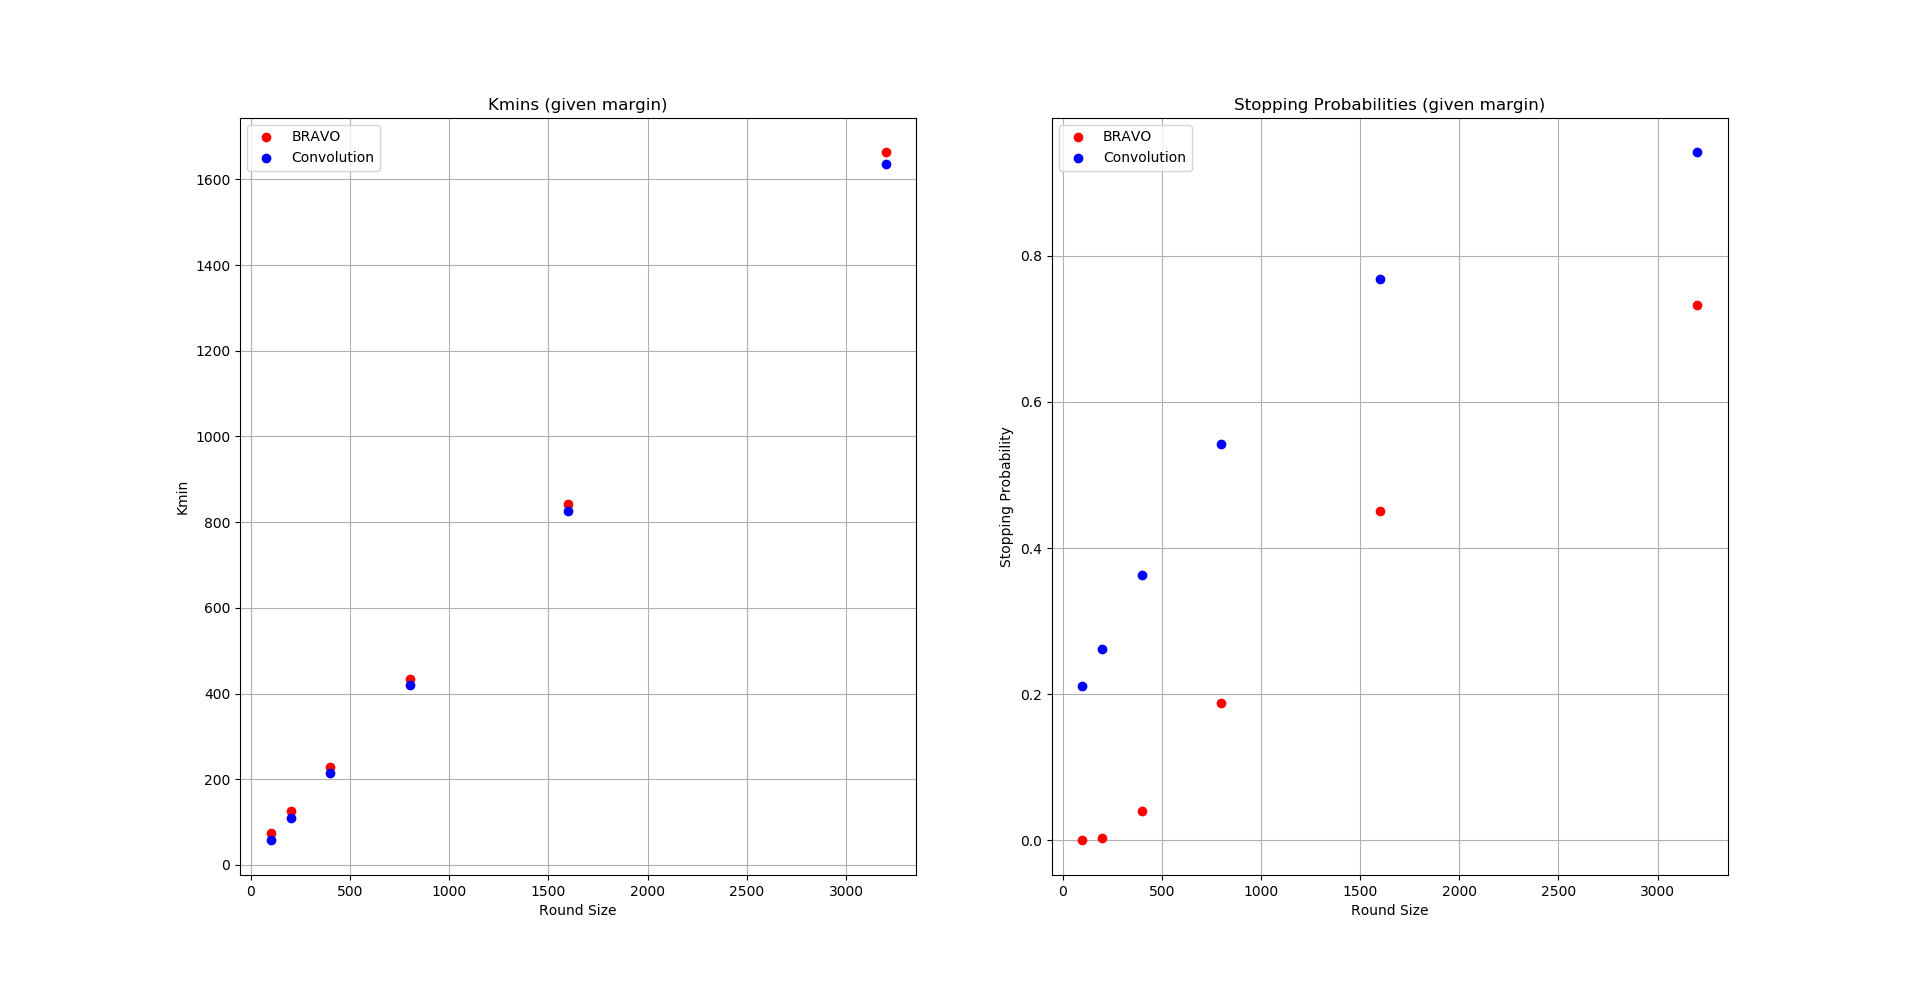 Kmins (given margin)
BRAVO
Convolution
1600
1400
1200
1000
800
600
400
200
0
Kmin
0 500 1000 1500 2000 2500 3000
Round Size
Stopping Probabilities (given margin)
BRAVO
Convolution
0.8
0.6
0.4
0.2
0.0
Stopping Probability
0 500 1000 1500 2000 2500 3000
Round Size